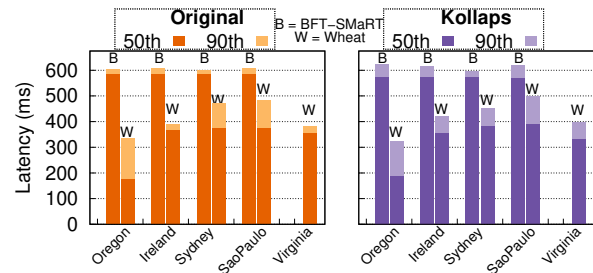 Original
50th 90th
B = BFT-SMaRT
W = Wheat
Kollaps
50th 90th
Latency (ms)
600
500
400
300
200
100
0
B B B B
W W W W W
Oregon
Ireland
Sydney
SaoPaulo
Virginia
B B B B
W W W W W
Oregon
Ireland
Sydney
SaoPaulo
Virginia